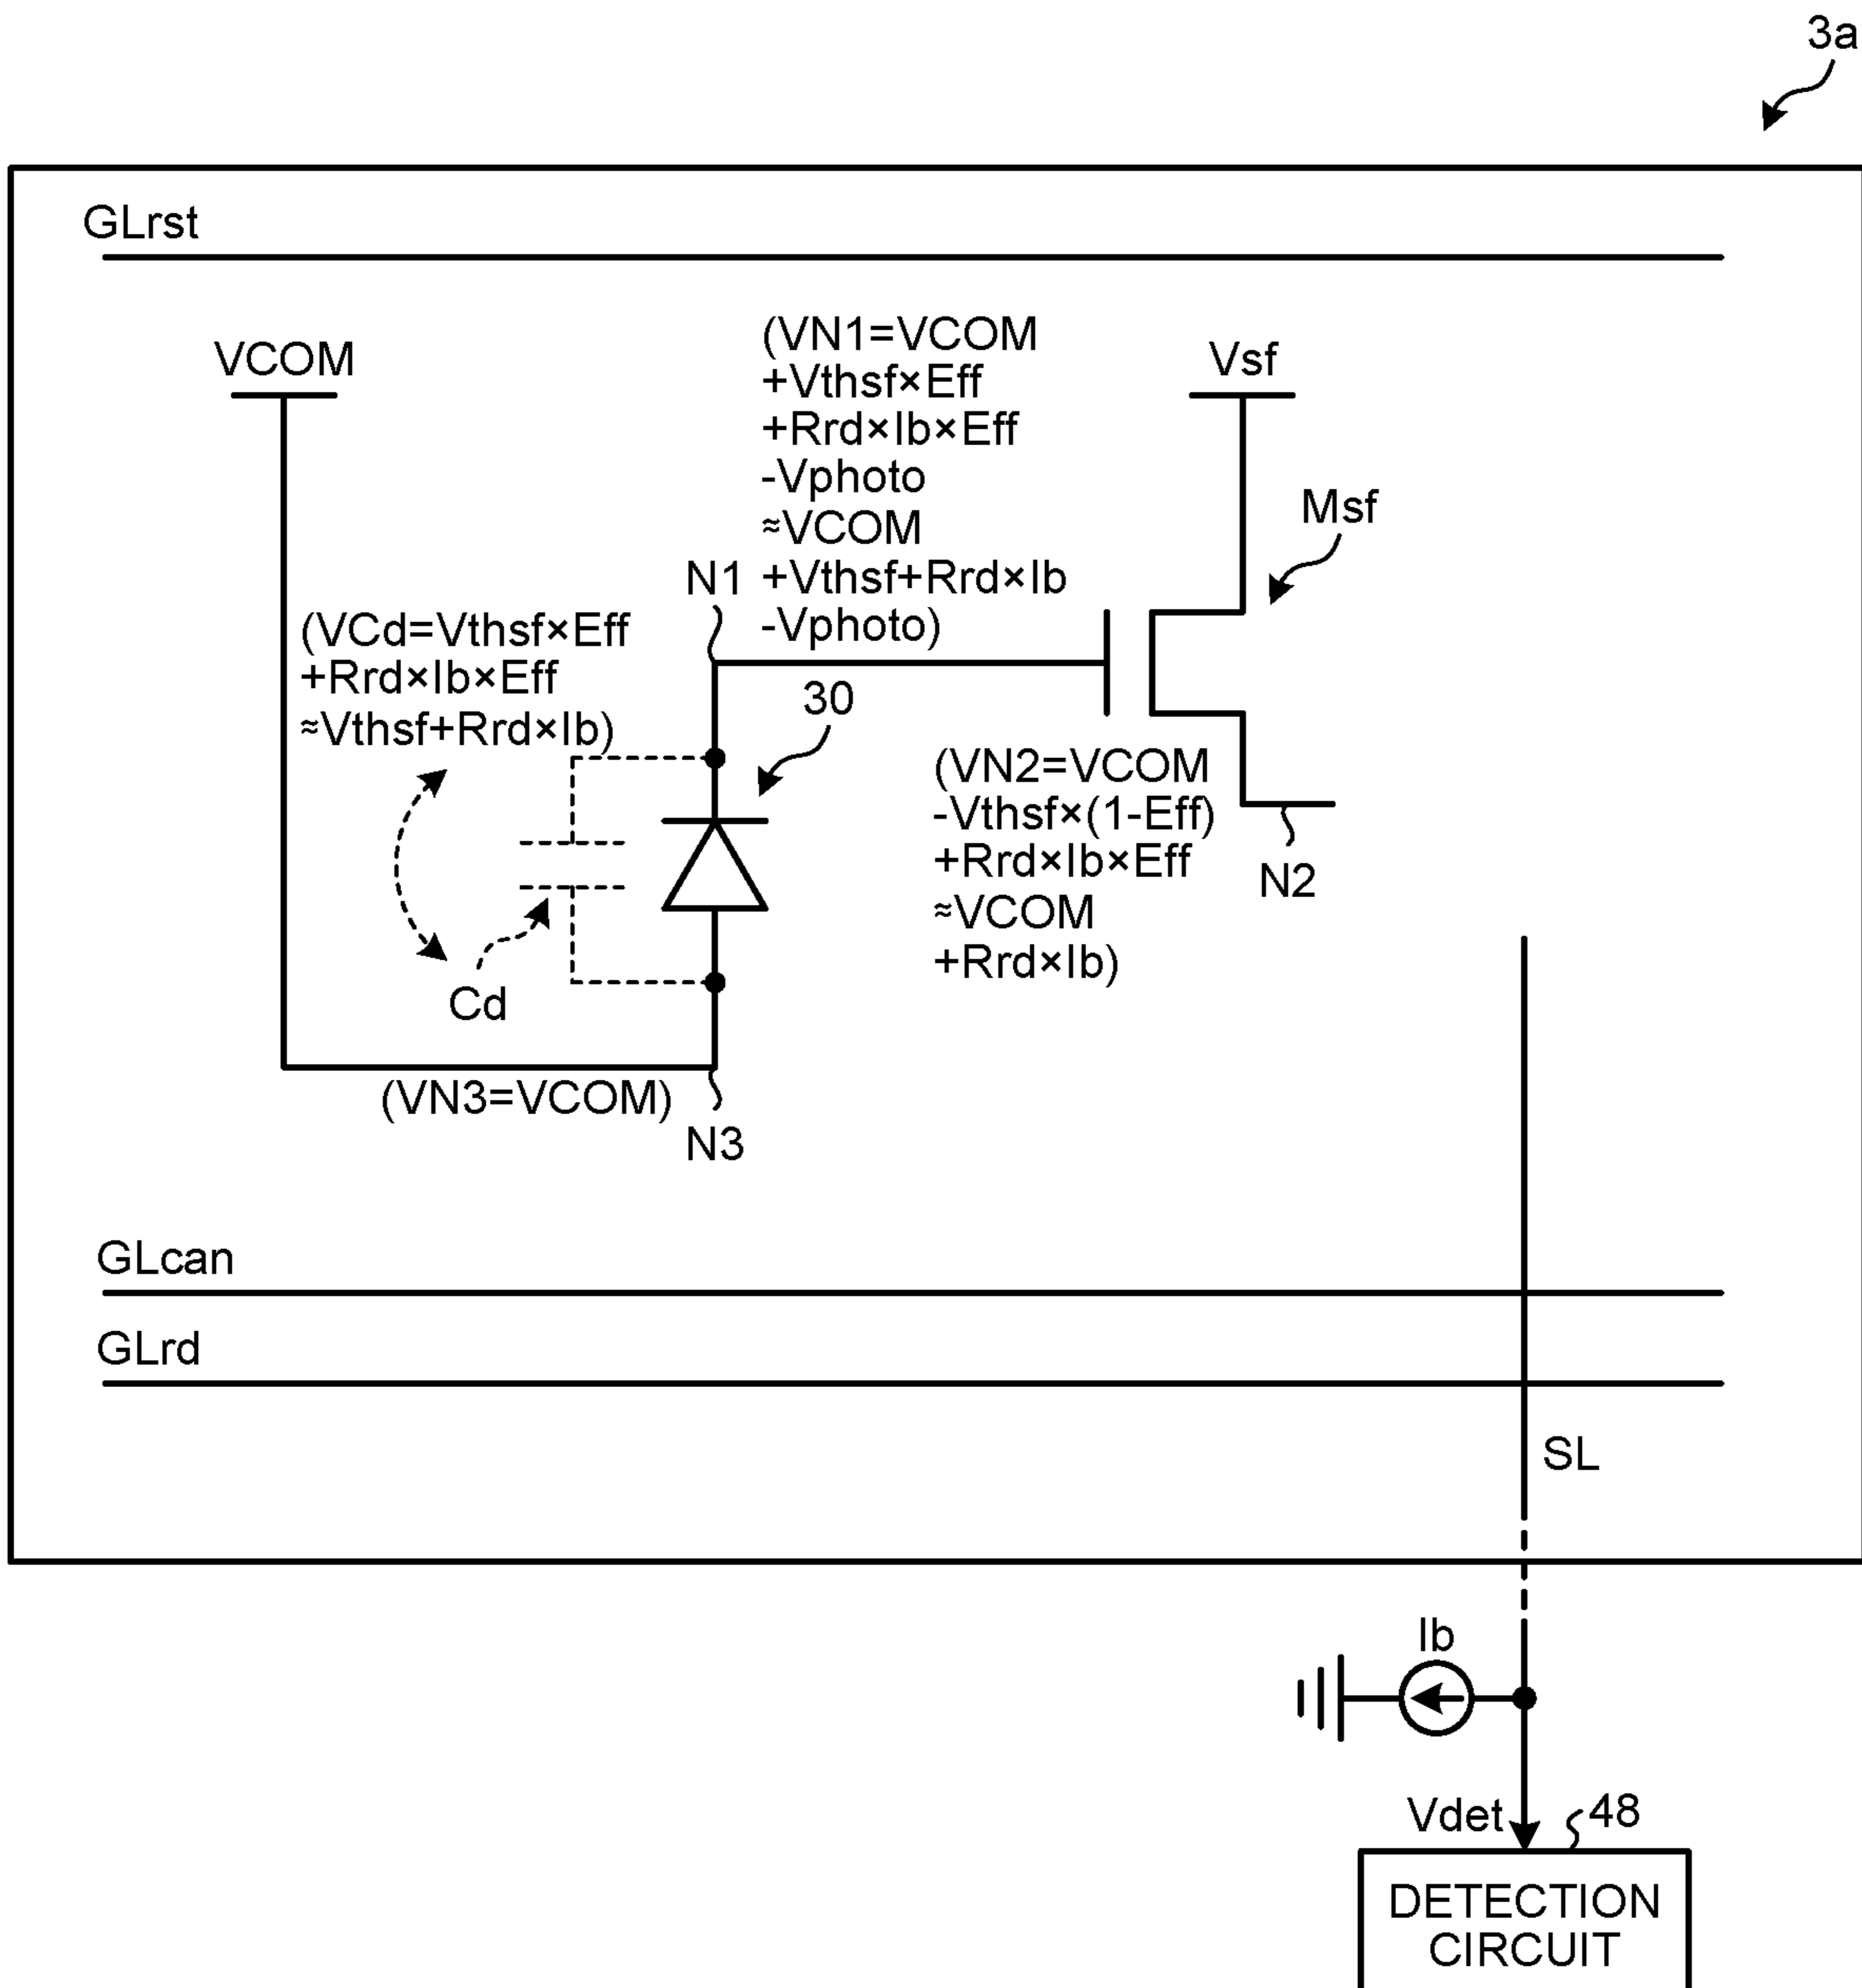 3a
GLrst
VCOM
(VN1=VCOM
+Vthsf×Eff
+Rrd×Ib×Eff
-Vphoto
≈VCOM
+Vthsf+Rrd×Ib
-Vphoto)
Vsf
Msf
N1
(VCd=Vthsf×Eff
+Rrd×Ib×Eff
≈Vthsf+Rrd×Ib)
30
(VN2=VCOM
-Vthsf×(1-Eff)
+Rrd×Ib×Eff
≈VCOM
+Rrd×Ib)
N2
Cd
(VN3=VCOM)
N3
GLcan
GLrd
SL
Ib
Vdet
48
DETECTION
CIRCUIT